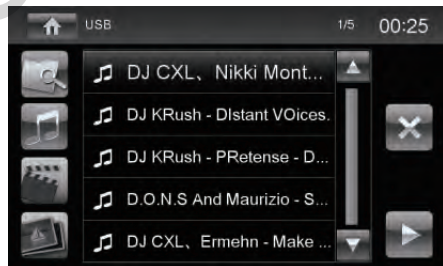 USB 1/5 00:25
DJ CXL、Nikki Mont...
DJ KRush - DIstant VOices.
DJ KRush - PRetense - D...
D.O.N.S And Maurizio - S...
DJ CXL、Ermehn - Make ...